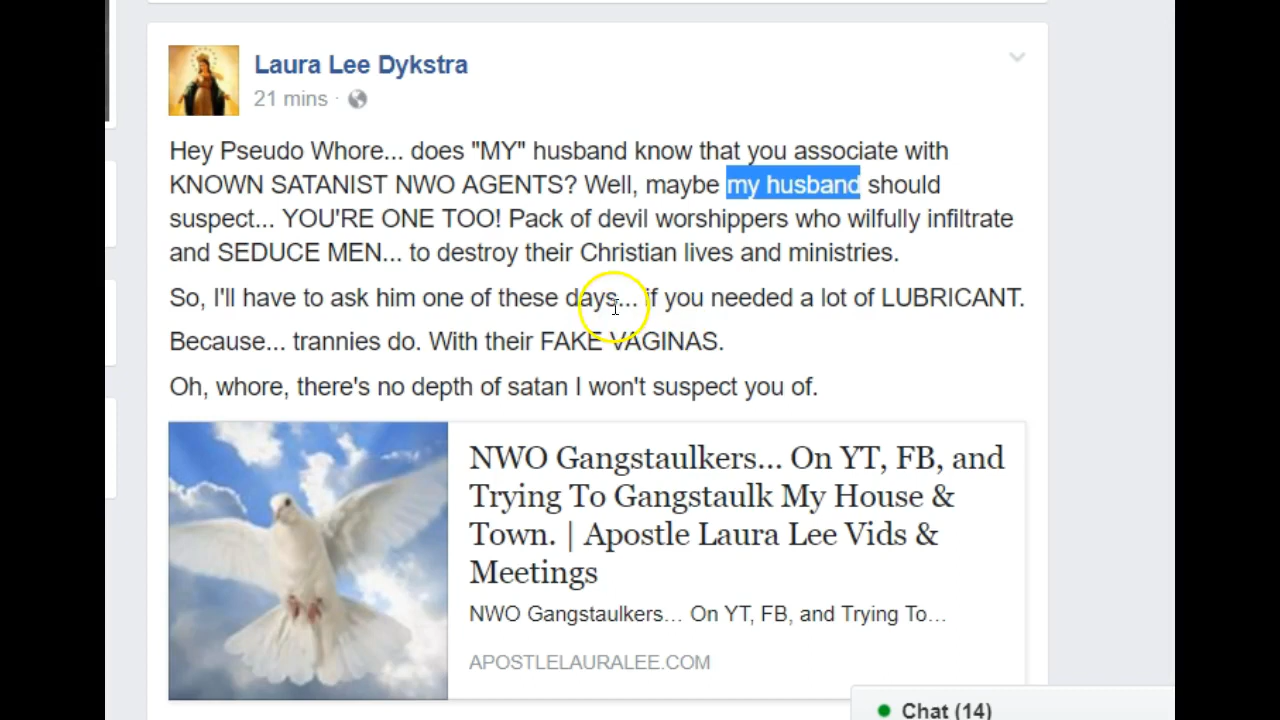 Laura Lee Dykstra
21 mins ·
Hey Pseudo Whore... does "MY" husband know that you associate with
KNOWN SATANIST NWO AGENTS? Well, maybe my husband should
suspect... YOU'RE ONE TOO! Pack of devil worshippers who wilfully infiltrate
and SEDUCE MEN... to destroy their Christian lives and ministries.
So, I'll have to ask him one of these days... if you needed a lot of LUBRICANT.
Because... trannies do. With their FAKE VAGINAS.
Oh, whore, there's no depth of satan I won't suspect you of.
NWO Gangstaulkers... On YT, FB, and
Trying To Gangstaulk My House &
Town. | Apostle Laura Lee Vids &
Meetings
NWO Gangstaulkers... On YT, FB, and Trying To...
APOSTLELAURALEE.COM
Chat (14)